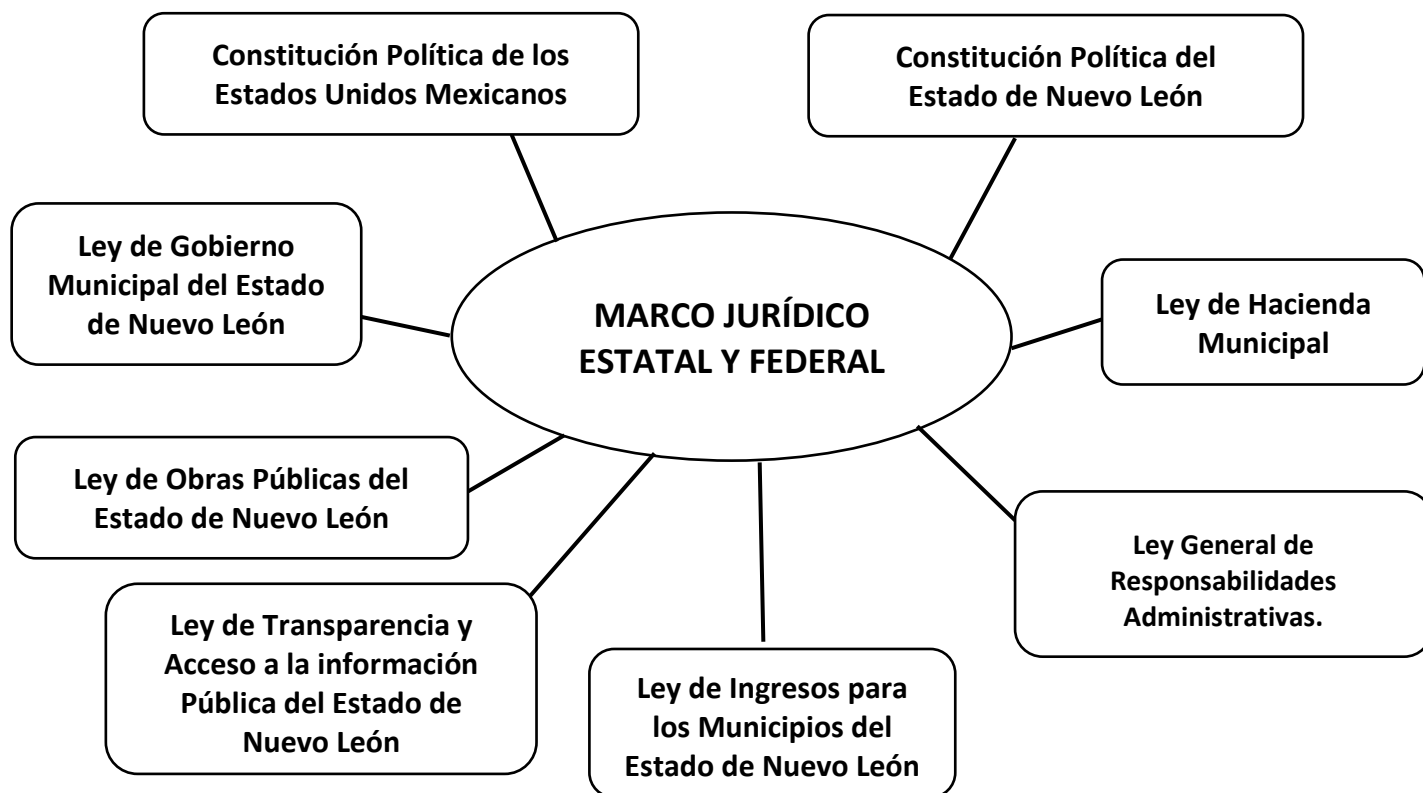 Constitución Política de los
Estados Unidos Mexicanos
Constitución Política del
Estado de Nuevo León
Ley de Gobierno
Municipal del Estado
de Nuevo León
MARCO JURÍDICO
ESTATAL Y FEDERAL
Ley de Hacienda
Municipal
Ley de Obras Públicas del
Estado de Nuevo León
Ley General de
Responsabilidades
Administrativas.
Ley de Transparencia y
Acceso a la información
Pública del Estado de
Nuevo León
Ley de Ingresos para
los Municipios del
Estado de Nuevo León